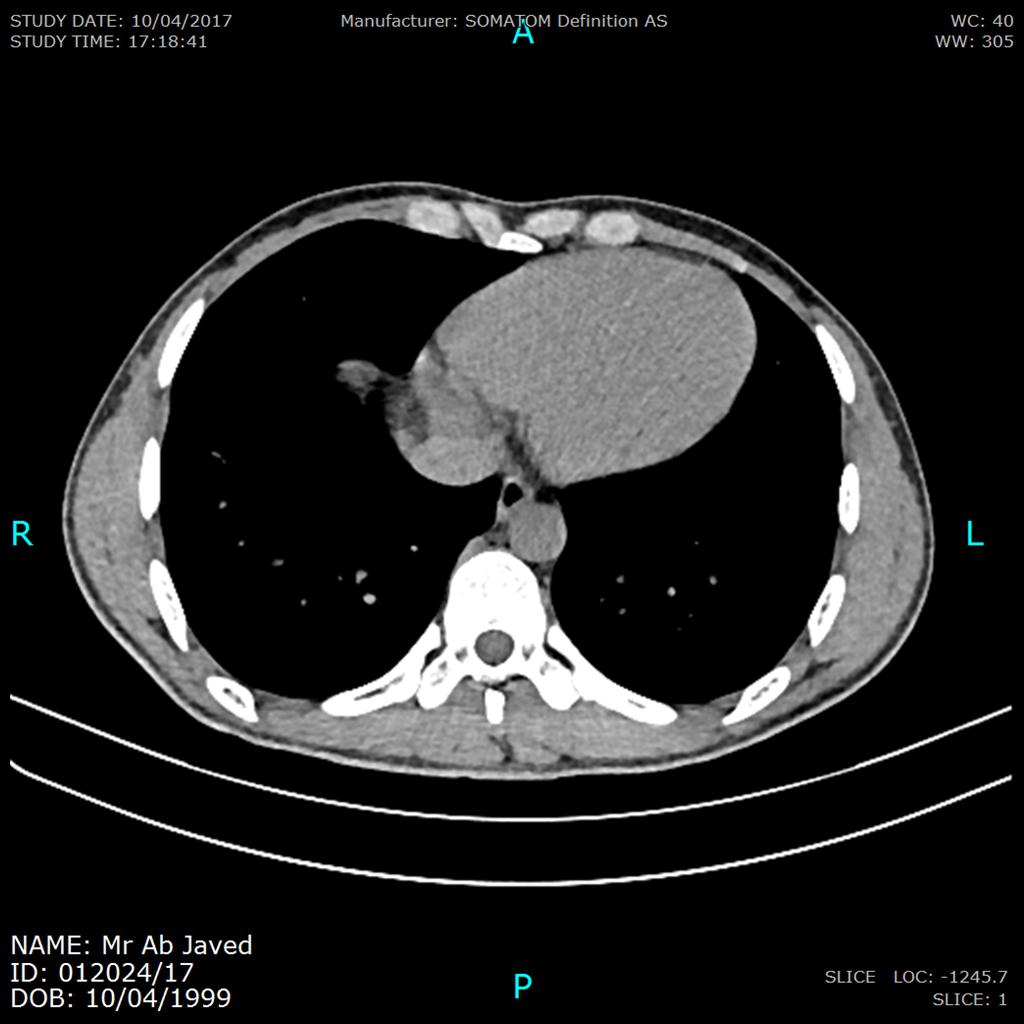 STUDY DATE: 10/04/2017
STUDY TIME: 17:18:41
Manufacturer: SOMATOM Definition AS
WC: 40
WW: 305
A
R
L
NAME: Mr Ab Javed
ID: 012024/17
DOB: 10/04/1999
P
SLICE LOC: -1245.7
SLICE: 1